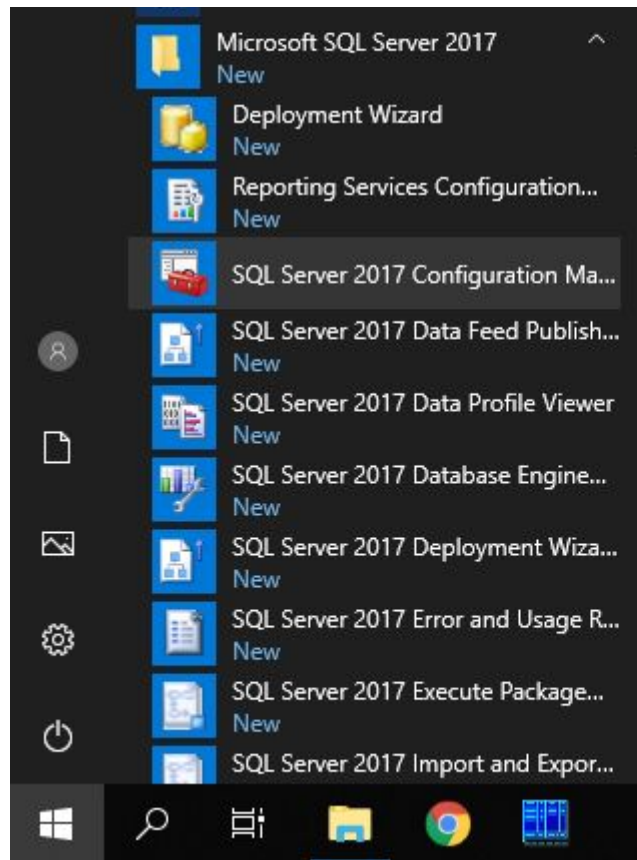 Microsoft SQL Server 2017
New
Deployment Wizard
New
Reporting Services Configuration...
New
SQL Server 2017 Configuration Ma...
SQL Server 2017 Data Feed Publish...
New
SQL Server 2017 Data Profile Viewer
New
SQL Server 2017 Database Engine...
New
SQL Server 2017 Deployment Wiza...
New
SQL Server 2017 Error and Usage R...
New
SQL Server 2017 Execute Package...
New
SQL Server 2017 Import and Expor...